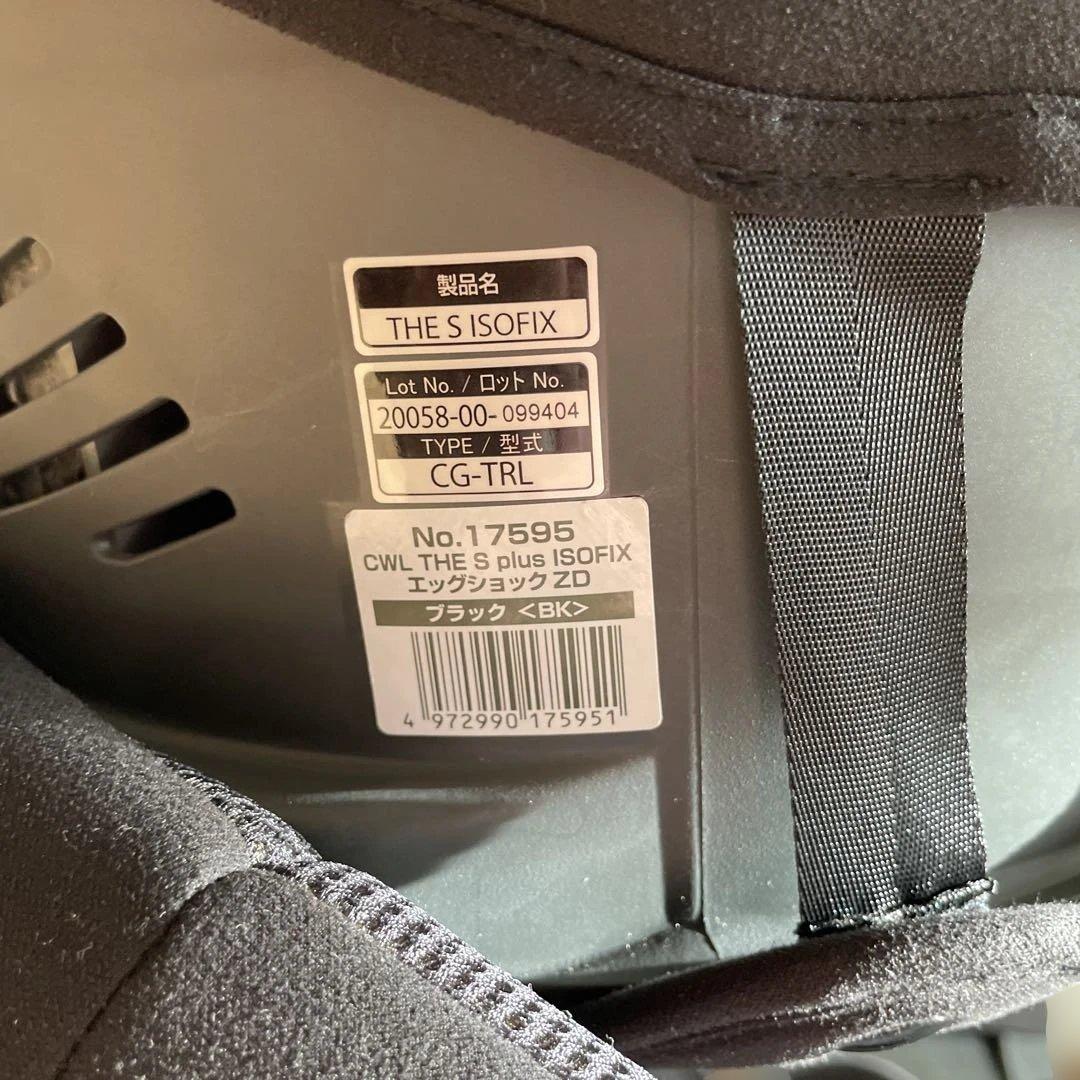 製品名
THE S ISOFIX
Lot No. / ロット No.
20058-00-099404
TYPE / 型式
CG-TRL
No.17595
CWL THE S plus ISOFIX
エッグショック ZD
ブラック <BK>
4 972990 175951